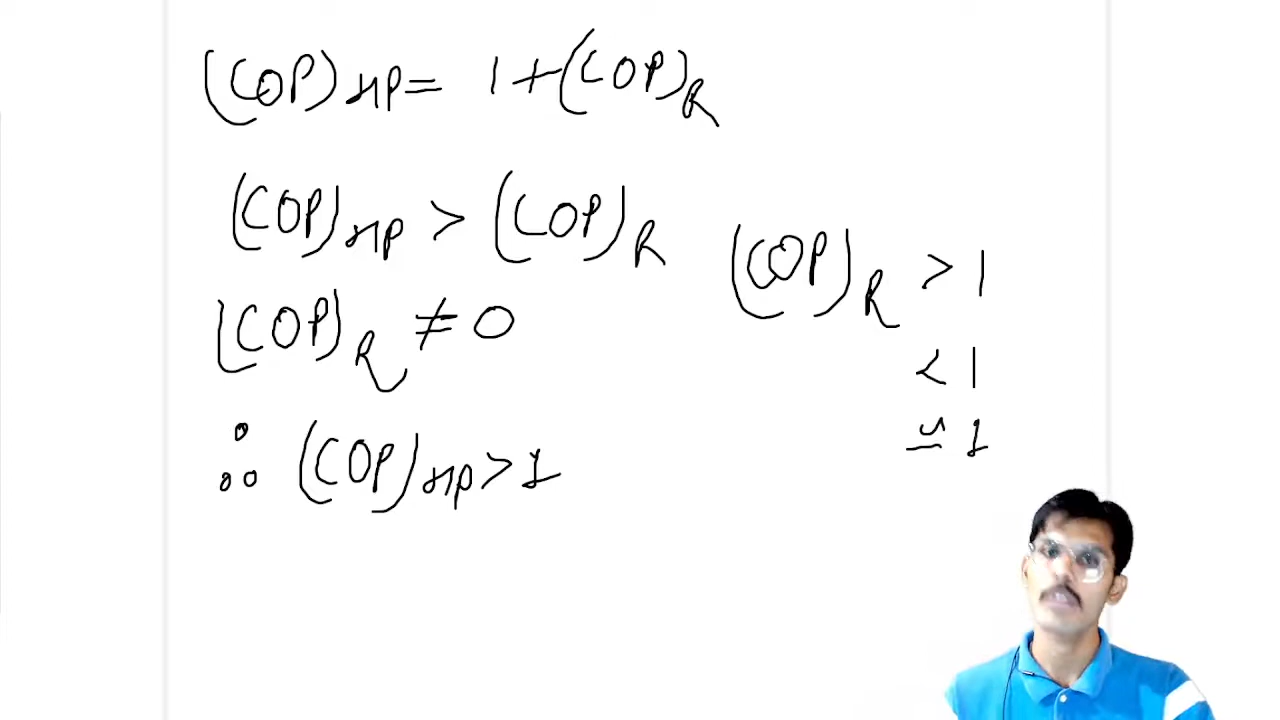 (COP)HP = 1+(COP)R
(COP)HP > (COP)R
(COP)R > 1
(COP)R ≠ 0
< 1
≃ 1
∴ (COP)HP > 1